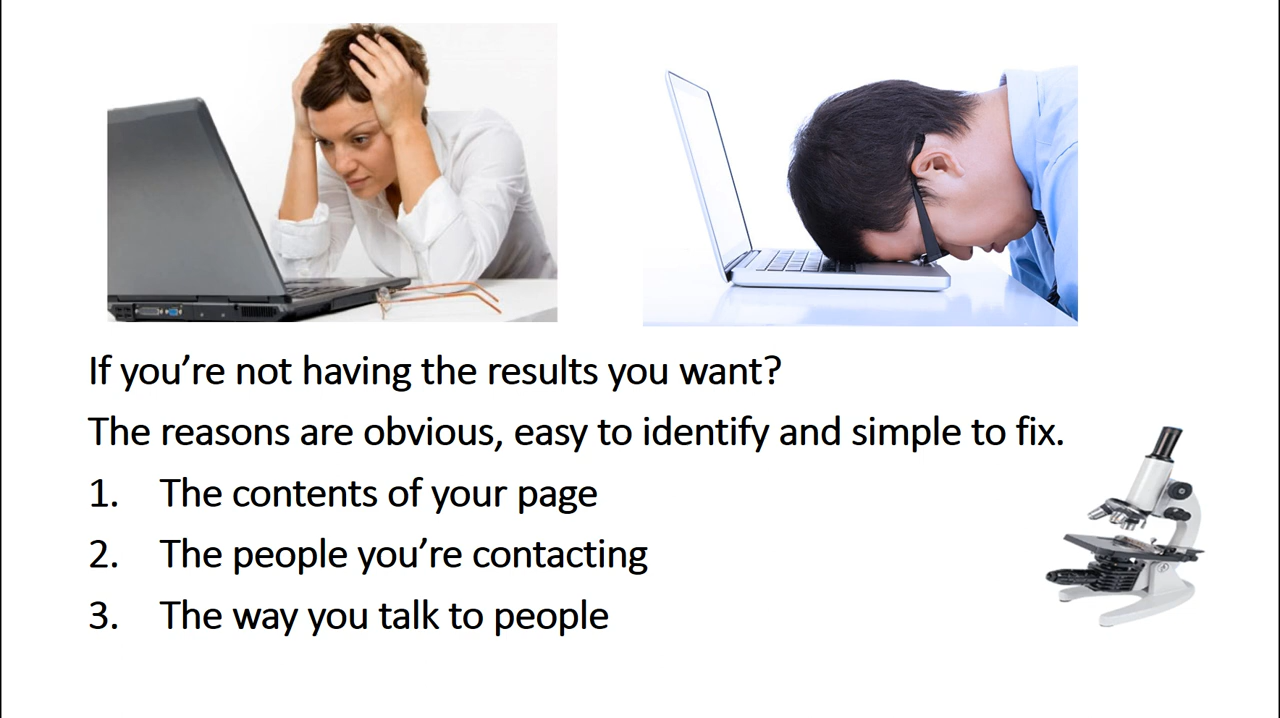 If you’re not having the results you want?
The reasons are obvious, easy to identify and simple to fix.
1. The contents of your page
2. The people you’re contacting
3. The way you talk to people